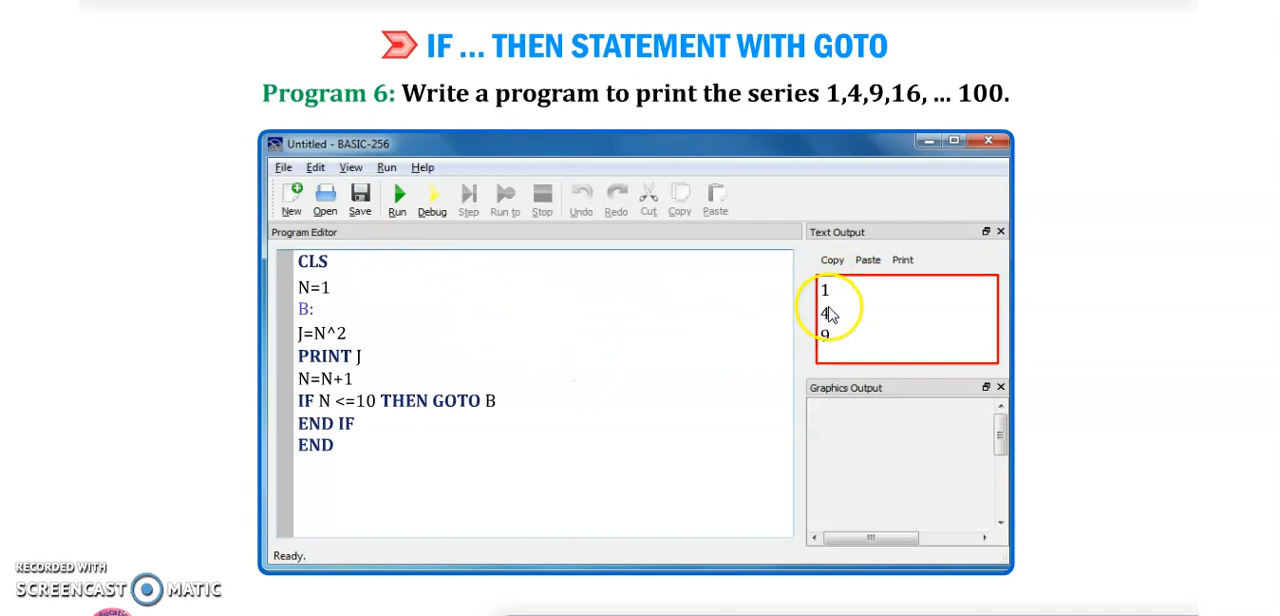 IF ... THEN STATEMENT WITH GOTO
Program 6: Write a program to print the series 1,4,9,16, ... 100.
Untitled - BASIC-256
File Edit View Run Help
New Open Save Run Debug Step Run to Stop Undo Redo Cut Copy Paste
Program Editor
CLS
N=1
B:
J=N^2
PRINT J
N=N+1
IF N <=10 THEN GOTO B
END IF
END
Text Output
Copy Paste Print
1
4
9
Graphics Output
Ready.
RECORDED WITH
SCREENCAST MATIC